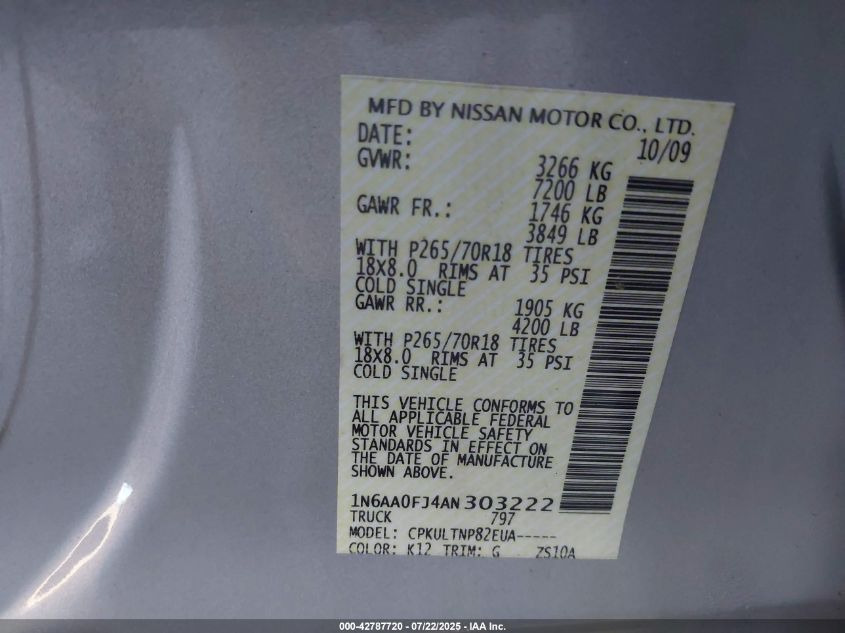 MFD BY NISSAN MOTOR CO., LTD.
DATE: 10/09
GVWR: 3266 KG
7200 LB
GAWR FR.: 1746 KG
3849 LB
WITH P265/70R18 TIRES
18X8.0 RIMS AT 35 PSI
COLD SINGLE
GAWR RR.: 1905 KG
4200 LB
WITH P265/70R18 TIRES
18X8.0 RIMS AT 35 PSI
COLD SINGLE
THIS VEHICLE CONFORMS TO
ALL APPLICABLE FEDERAL
MOTOR VEHICLE SAFETY
STANDARDS IN EFFECT ON
THE DATE OF MANUFACTURE
SHOWN ABOVE.
1N6AA0FJ4AN303222
TRUCK 797
MODEL: CPKULTNP82EUA-----
COLOR: K12 TRIM: G ZS10A
000-42787720 - 07/22/2025 - IAA Inc.